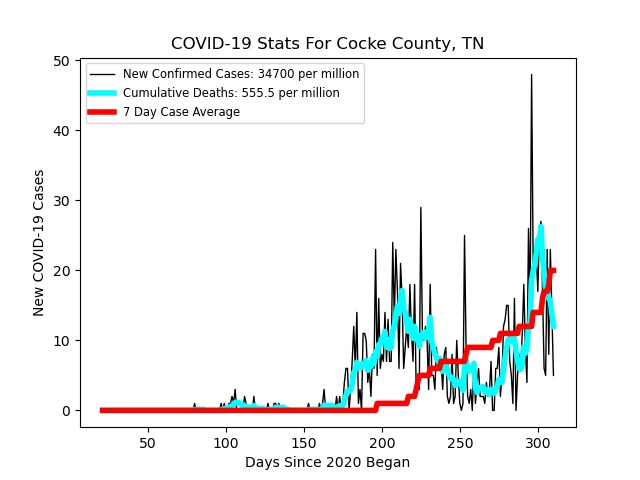 COVID-19 Stats For Cocke County, TN
New Confirmed Cases: 34700 per million
Cumulative Deaths: 555.5 per million
7 Day Case Average
New COVID-19 Cases
50
40
30
20
10
0
50 100 150 200 250 300
Days Since 2020 Began